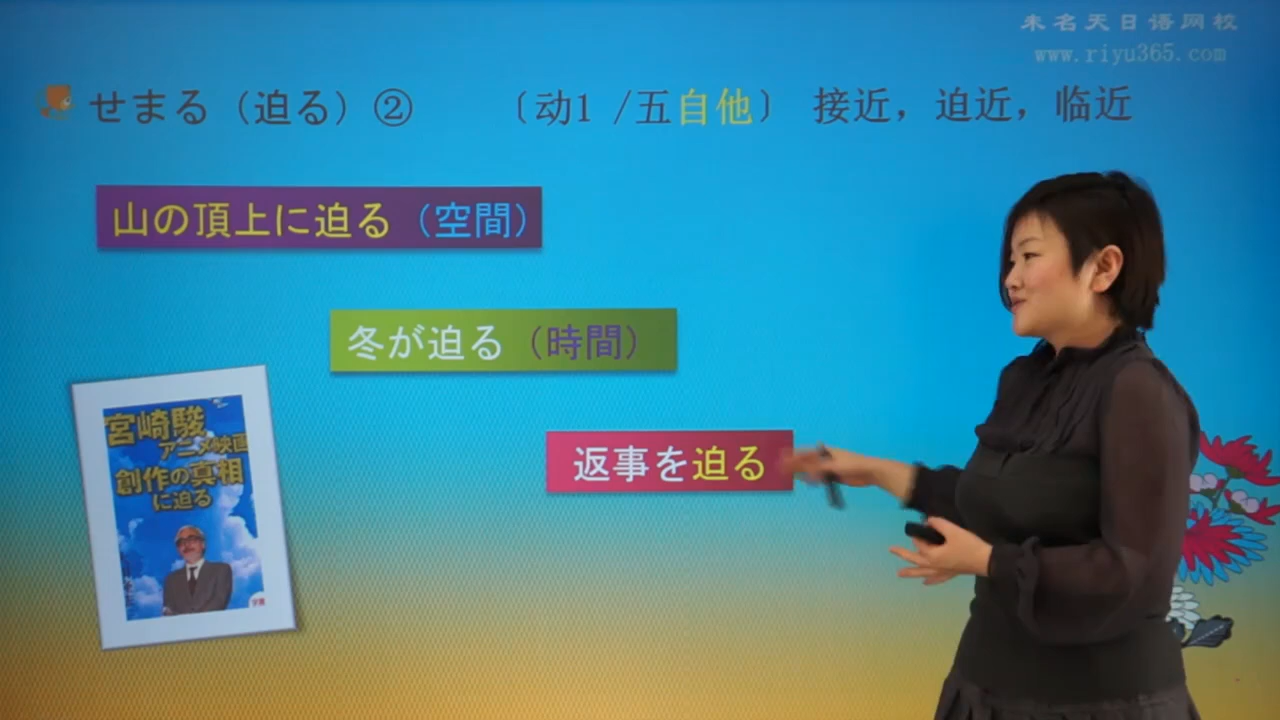 未名天日语网校
www.riyu365.com
せまる（迫る）②　〔动1 /五自他〕 接近，迫近，临近
山の頂上に迫る（空間）
冬が迫る（時間）
返事を迫る
宮崎駿
アニメ映画
創作の真相
に迫る